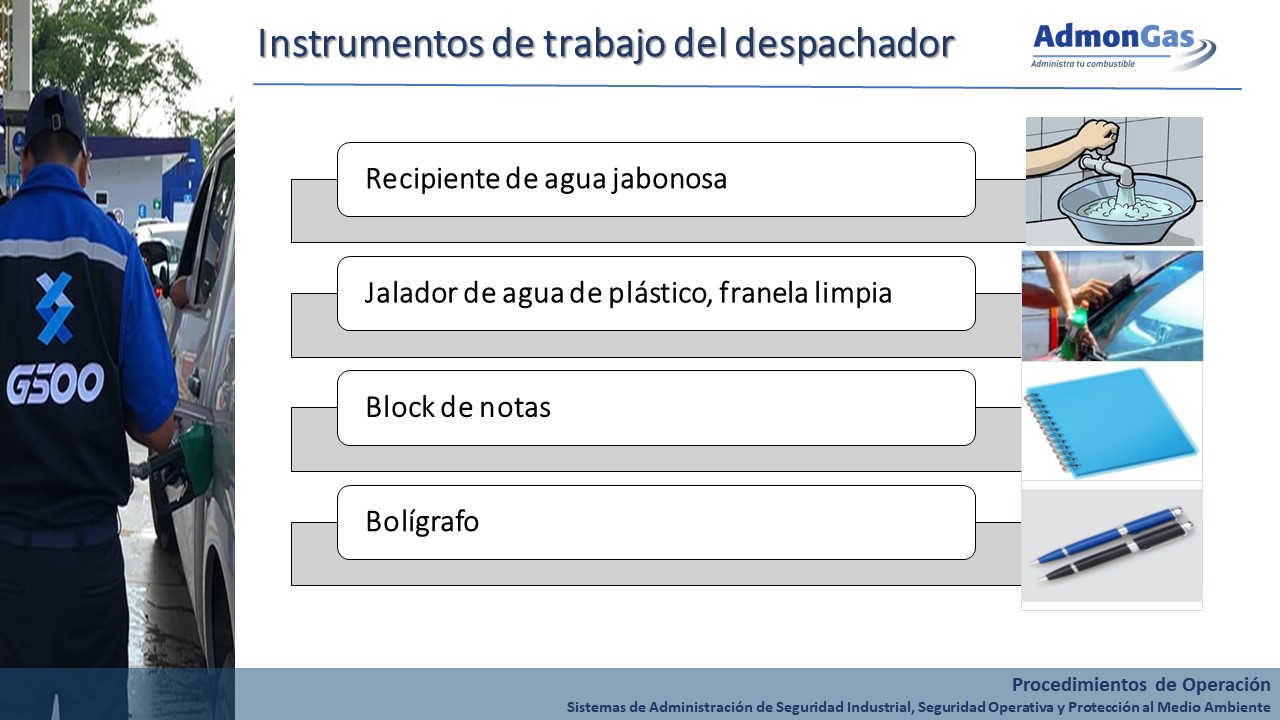 Instrumentos de trabajo del despachador
AdmonGas
Administra tu combustible
Recipiente de agua jabonosa
Jalador de agua de plástico, franela limpia
Block de notas
Bolígrafo
G500
Procedimientos de Operación
Sistemas de Administración de Seguridad Industrial, Seguridad Operativa y Protección al Medio Ambiente